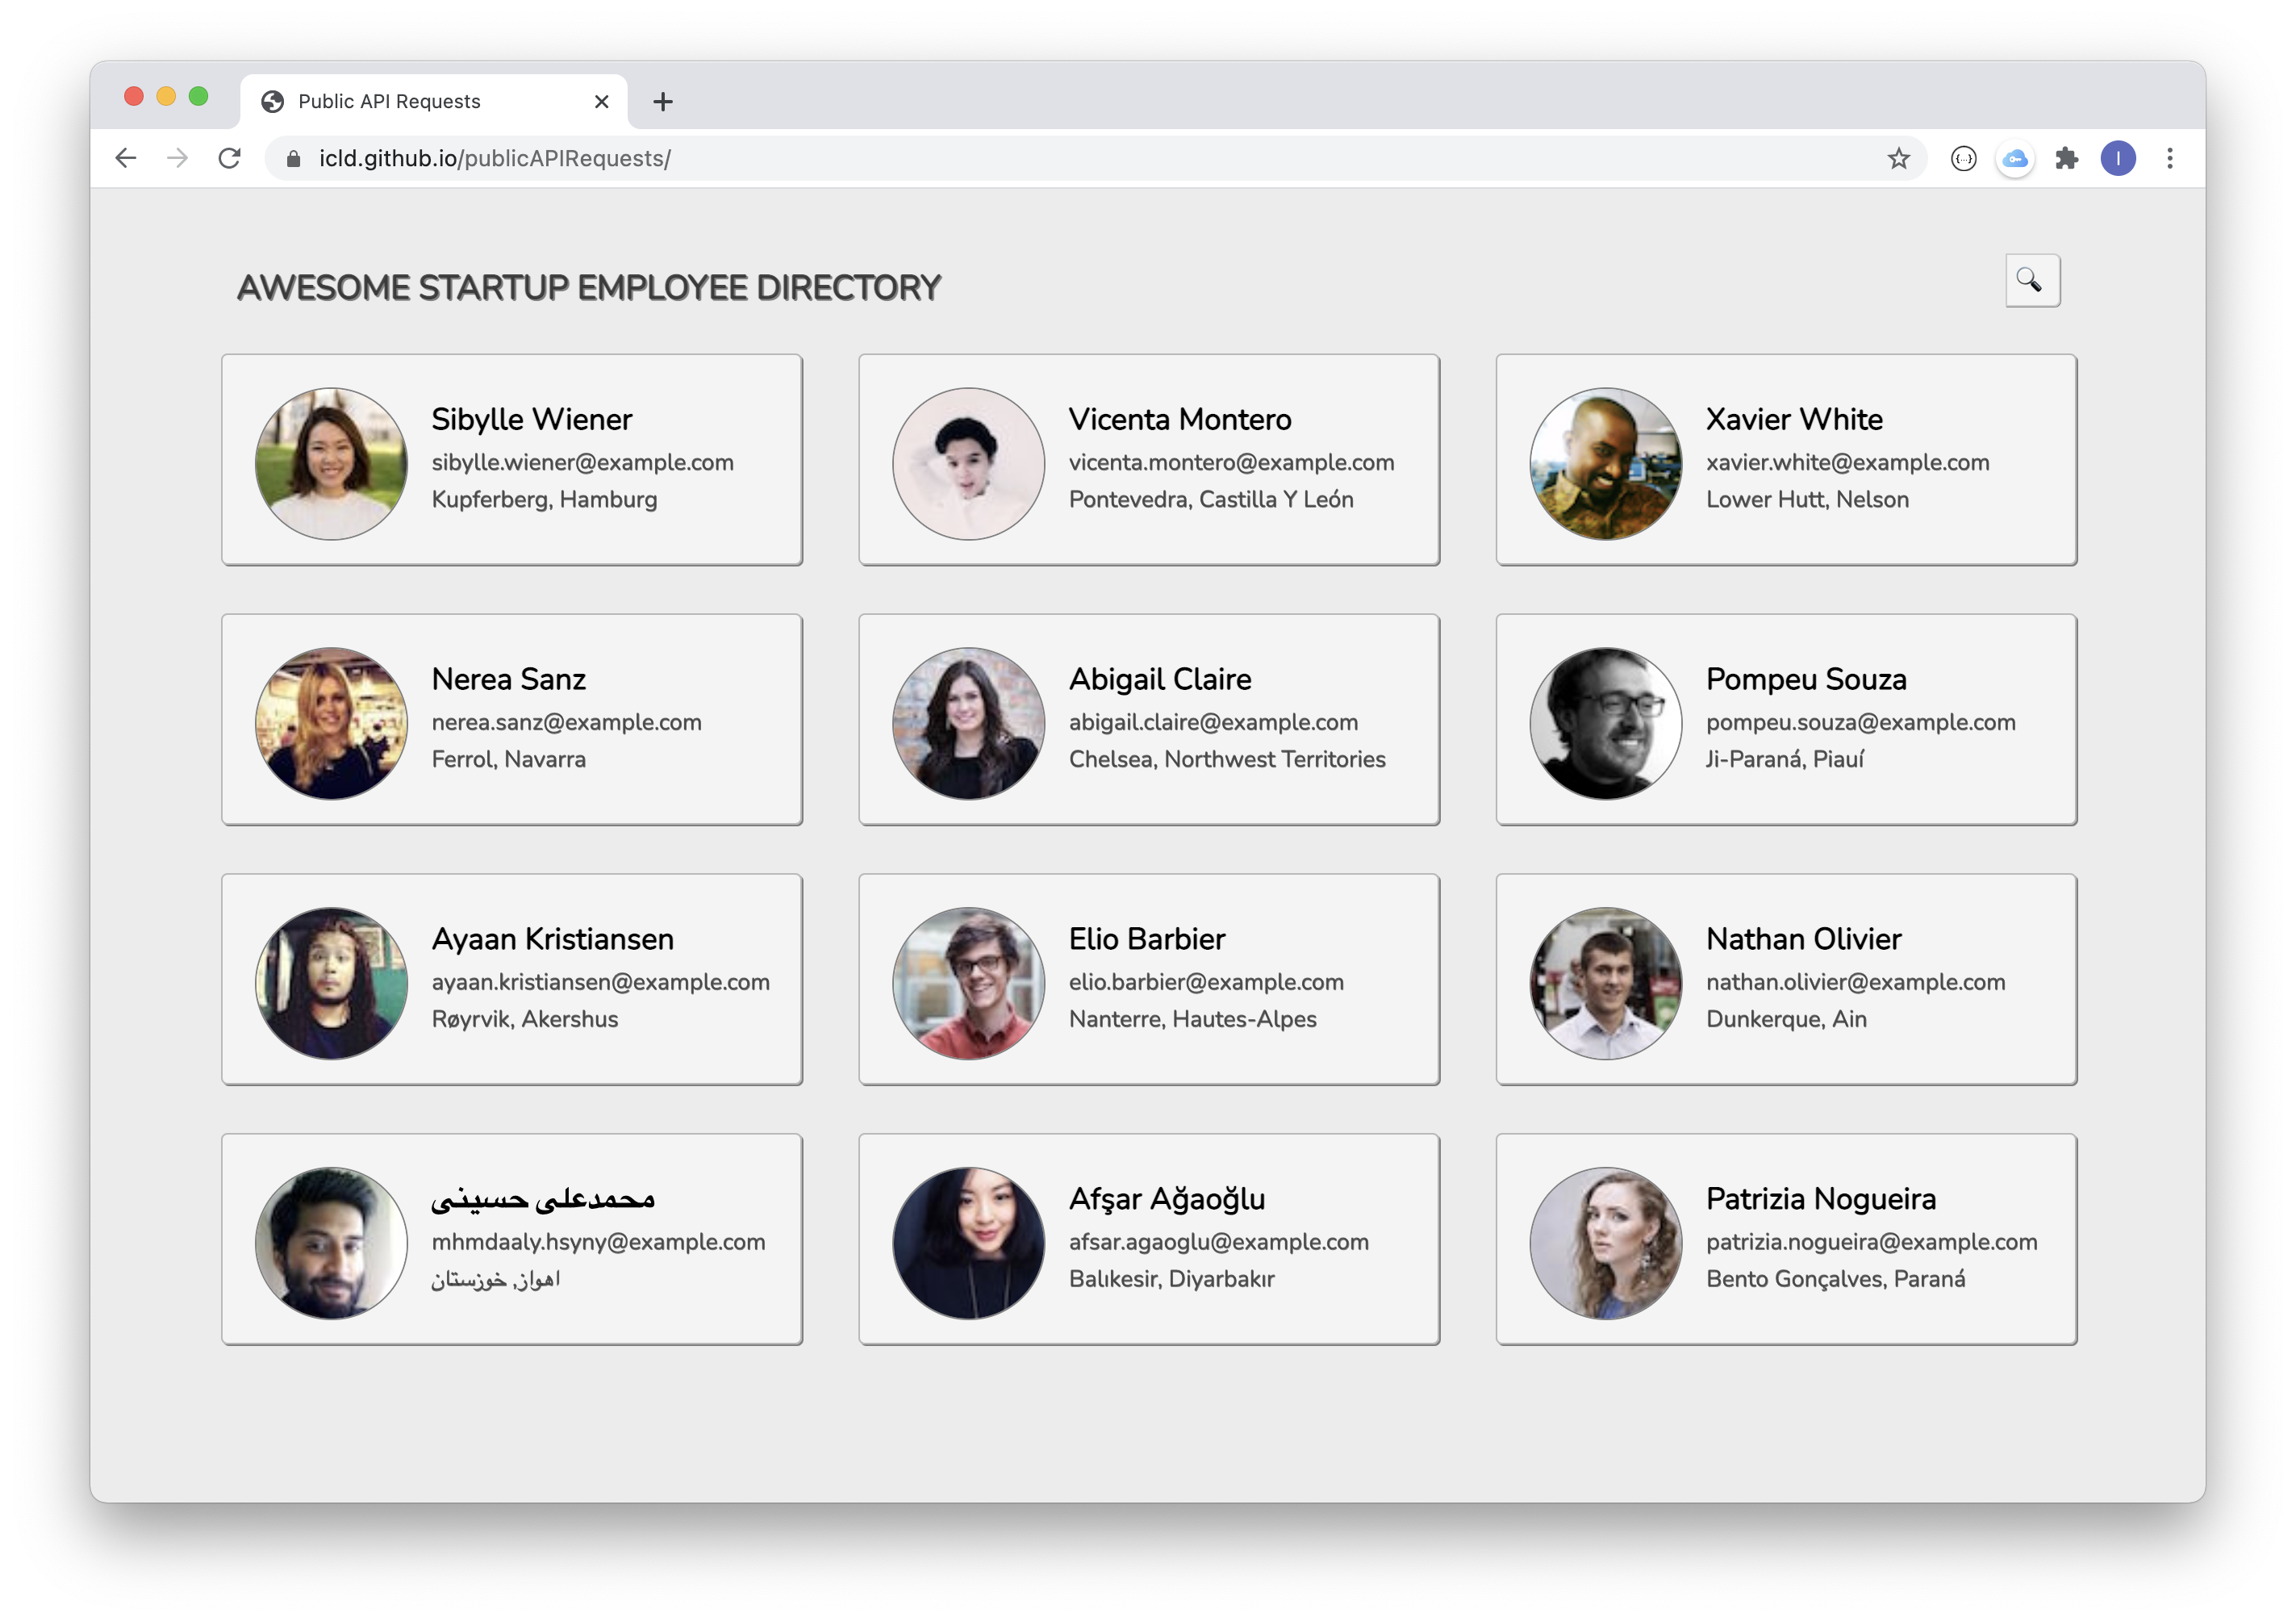 Public API Requests
icld.github.io/publicAPIRequests/
I
AWESOME STARTUP EMPLOYEE DIRECTORY
Sibylle Wiener
sibylle.wiener@example.com
Kupferberg, Hamburg
Vicenta Montero
vicenta.montero@example.com
Pontevedra, Castilla Y León
Xavier White
xavier.white@example.com
Lower Hutt, Nelson
Nerea Sanz
nerea.sanz@example.com
Ferrol, Navarra
Abigail Claire
abigail.claire@example.com
Chelsea, Northwest Territories
Pompeu Souza
pompeu.souza@example.com
Ji-Paraná, Piauí
Ayaan Kristiansen
ayaan.kristiansen@example.com
Røyrvik, Akershus
Elio Barbier
elio.barbier@example.com
Nanterre, Hautes-Alpes
Nathan Olivier
nathan.olivier@example.com
Dunkerque, Ain
محمدعلی حسینی
mhmdaaly.hsyny@example.com
اهواز, خوزستان
Afşar Ağaoğlu
afsar.agaoglu@example.com
Balıkesir, Diyarbakır
Patrizia Nogueira
patrizia.nogueira@example.com
Bento Gonçalves, Paraná